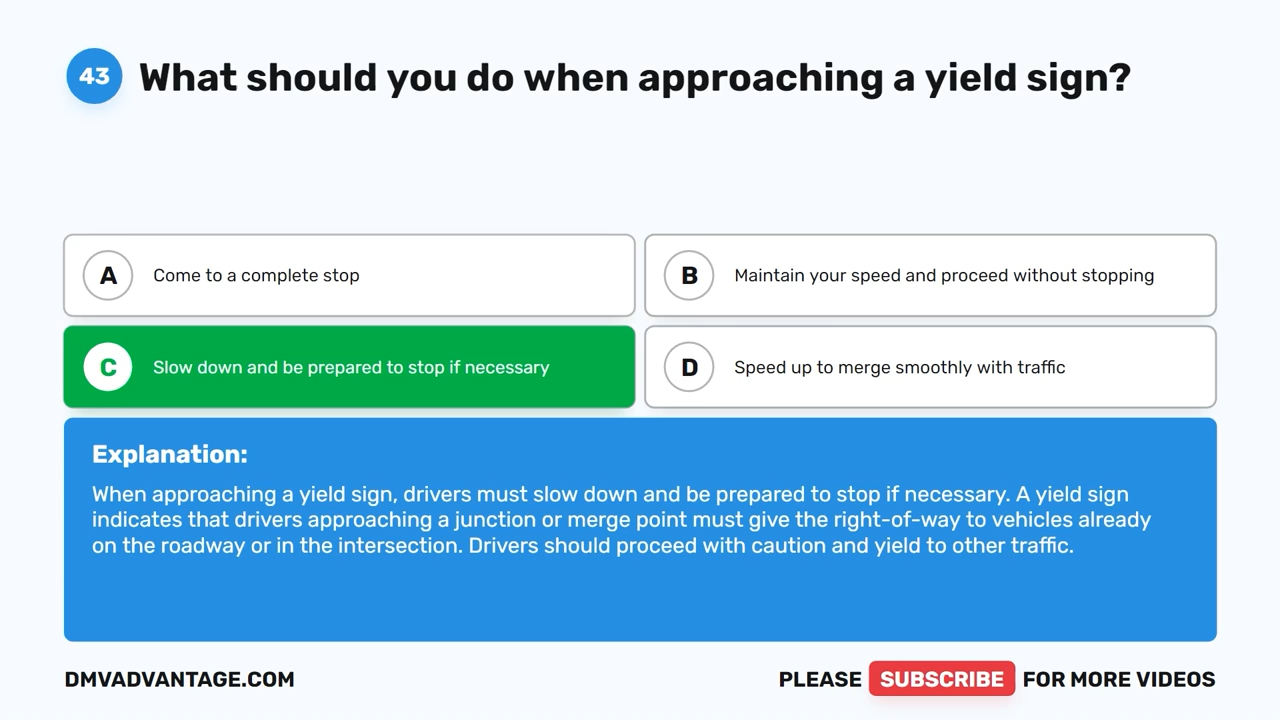 43 What should you do when approaching a yield sign?
A Come to a complete stop
B Maintain your speed and proceed without stopping
C Slow down and be prepared to stop if necessary
D Speed up to merge smoothly with traffic
Explanation:
When approaching a yield sign, drivers must slow down and be prepared to stop if necessary. A yield sign
indicates that drivers approaching a junction or merge point must give the right-of-way to vehicles already
on the roadway or in the intersection. Drivers should proceed with caution and yield to other traffic.
DMVADVANTAGE.COM
PLEASE SUBSCRIBE FOR MORE VIDEOS